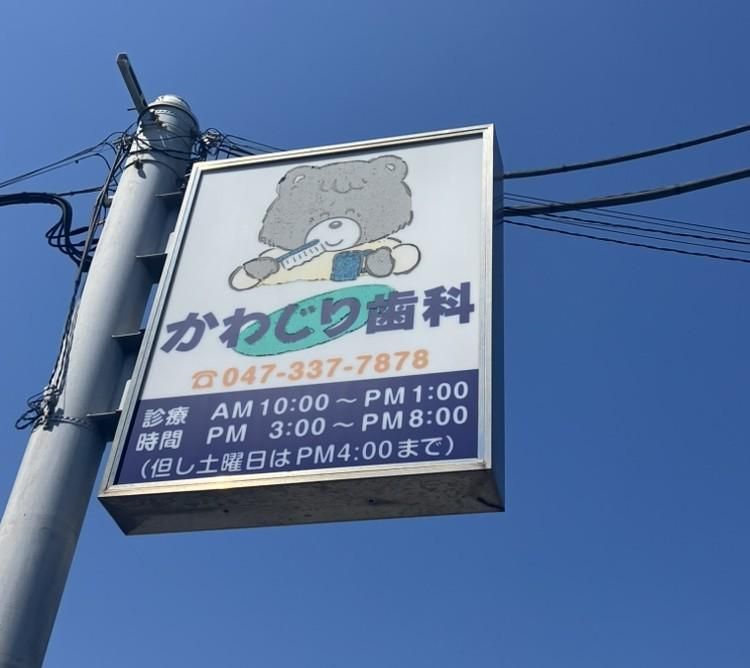 かわじり歯科
☎047-337-7878
診療 AM10:00～PM1:00
時間 PM 3:00～PM8:00
(但し土曜日はPM4:00まで)